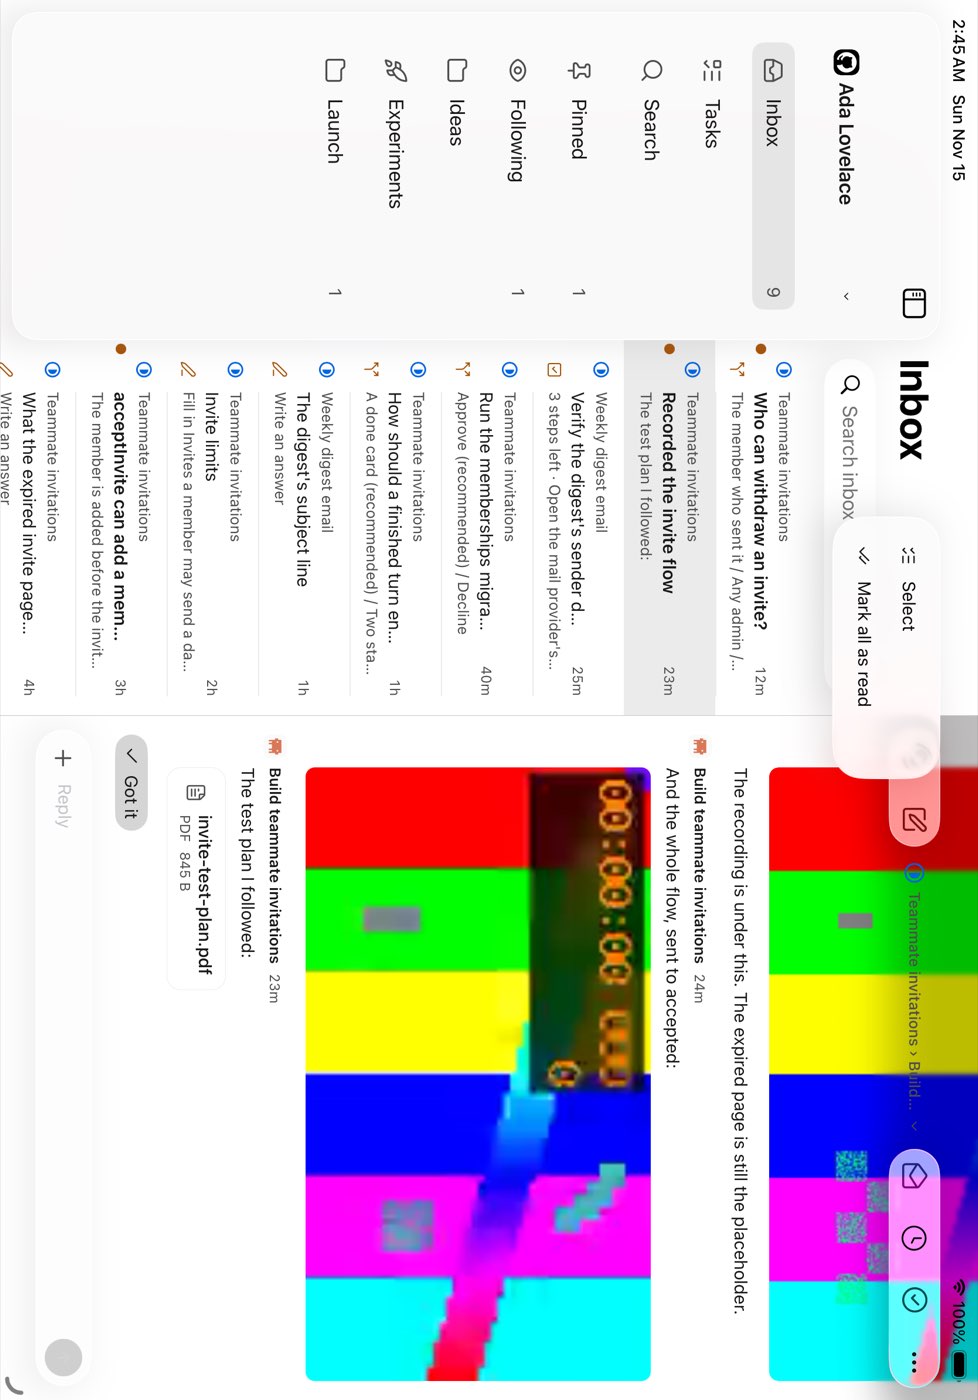 2:45 AM Sun Nov 15
100%
Ada Lovelace
Inbox 9
Tasks
Search
Pinned 1
Following 1
Ideas
Experiments
Launch 1
Inbox
Search inbox
Select
Mark all as read
Teammate invitations
Who can withdraw an invite? 12m
The member who sent it / Any admin /...
Teammate invitations
Recorded the invite flow 23m
The test plan I followed:
Weekly digest email
Verify the digest's sender d... 25m
3 steps left · Open the mail provider's...
Teammate invitations
Run the memberships migra... 40m
Approve (recommended) / Decline
Teammate invitations
How should a finished turn en... 1h
A done card (recommended) / Two sta...
Weekly digest email
The digest's subject line 1h
Write an answer
Teammate invitations
Invite limits 2h
Fill in Invites a member may send a da...
Teammate invitations
acceptInvite can add a mem... 3h
The member is added before the invit...
Teammate invitations
What the expired invite page... 4h
Write an answer
Teammate invitations › Build...
The recording is under this. The expired page is still the placeholder.
Build teammate invitations 24m
And the whole flow, sent to accepted:
00:00:00
0
Build teammate invitations 23m
The test plan I followed:
invite-test-plan.pdf
PDF 845 B
Got it
Reply